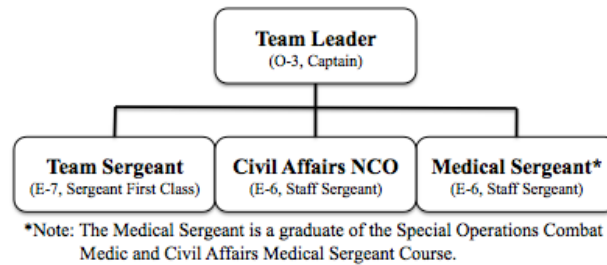 Team Leader
(O-3, Captain)
Team Sergeant
(E-7, Sergeant First Class)
Civil Affairs NCO
(E-6, Staff Sergeant)
Medical Sergeant*
(E-6, Staff Sergeant)
*Note: The Medical Sergeant is a graduate of the Special Operations Combat
Medic and Civil Affairs Medical Sergeant Course.